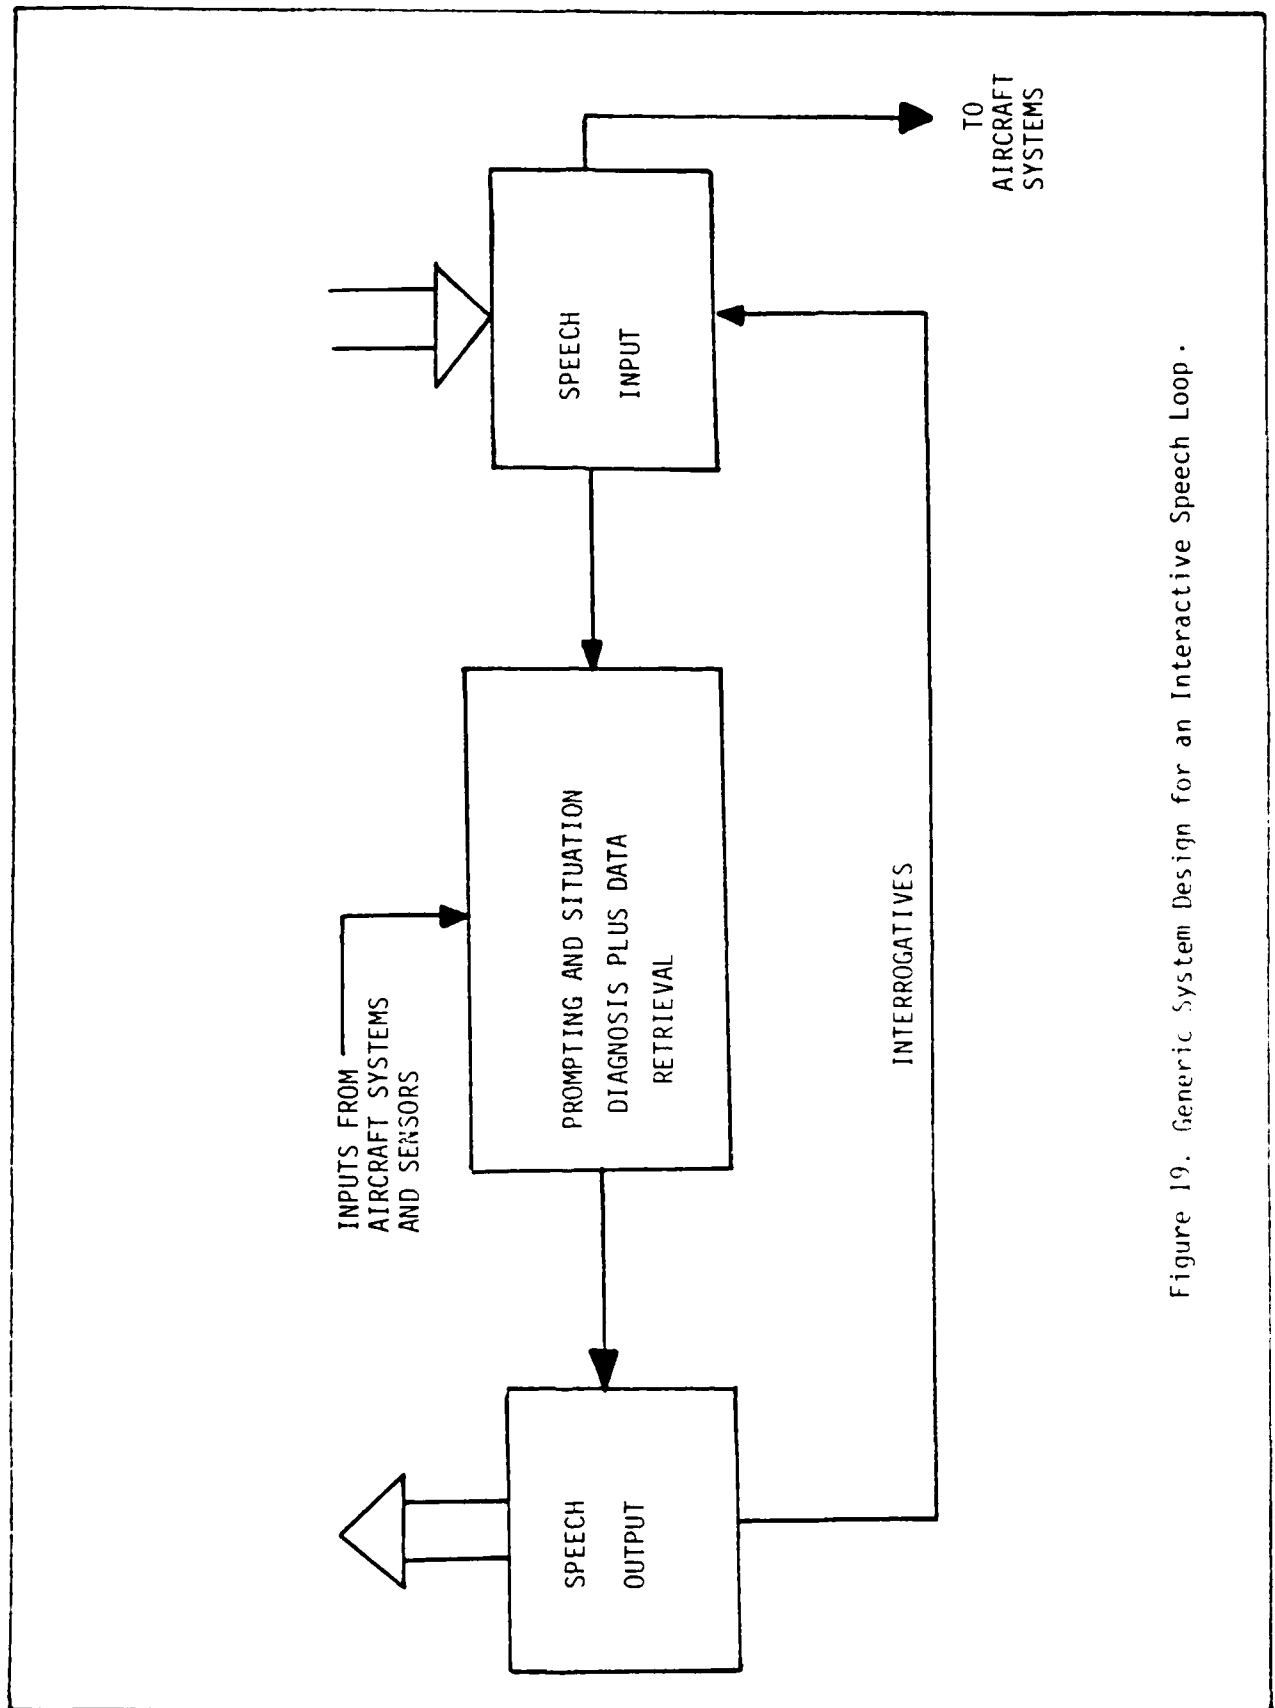 INPUTS FROM
AIRCRAFT SYSTEMS
AND SENSORS
SPEECH
OUTPUT
PROMPTING AND SITUATION
DIAGNOSIS PLUS DATA
RETRIEVAL
SPEECH
INPUT
INTERROGATIVES
TO
AIRCRAFT
SYSTEMS
Figure 19. Generic System Design for an Interactive Speech Loop.